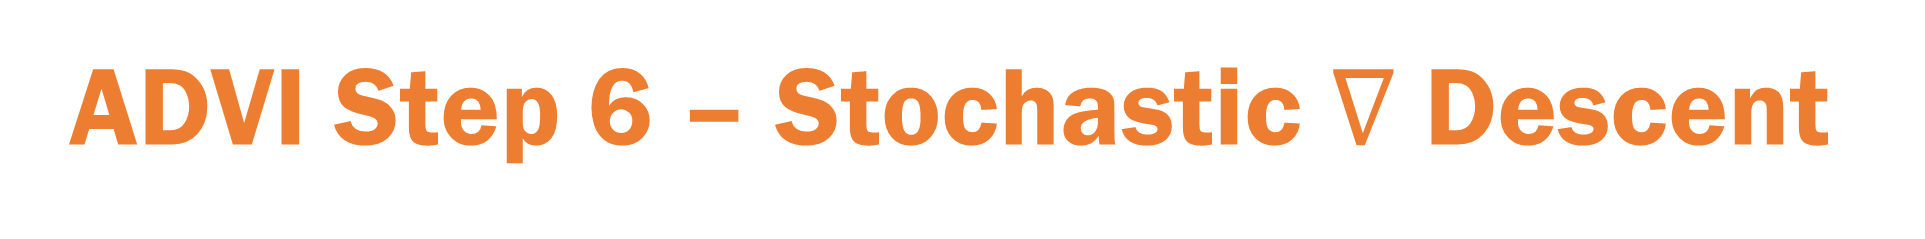 ADVI Step 6 – Stochastic ∇ Descent